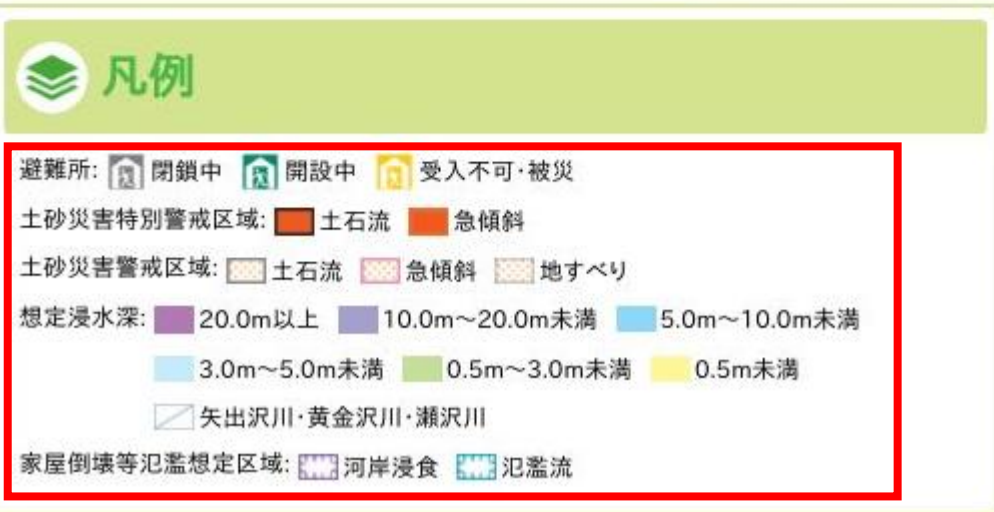 凡例
避難所: 閉鎖中 開設中 受入不可・被災
土砂災害特別警戒区域: 土石流 急傾斜
土砂災害警戒区域: 土石流 急傾斜 地すべり
想定浸水深: 20.0m以上 10.0m～20.0m未満 5.0m～10.0m未満
3.0m～5.0m未満 0.5m～3.0m未満 0.5m未満
矢出沢川・黄金沢川・瀬沢川
家屋倒壊等氾濫想定区域: 河岸浸食 氾濫流